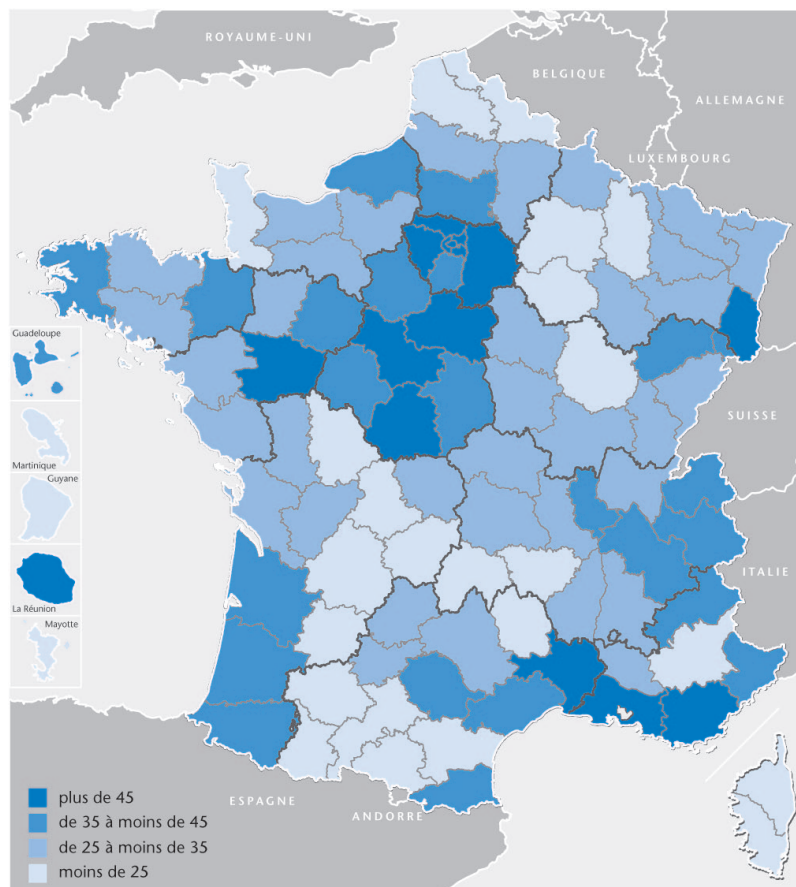 ROYAUME-UNI
BELGIQUE
ALLEMAGNE
LUXEMBOURG
Guadeloupe
SUISSE
Martinique
Guyane
ITALIE
La Réunion
Mayotte
plus de 45
de 35 à moins de 45
de 25 à moins de 35
moins de 25
ESPAGNE
ANDORRE